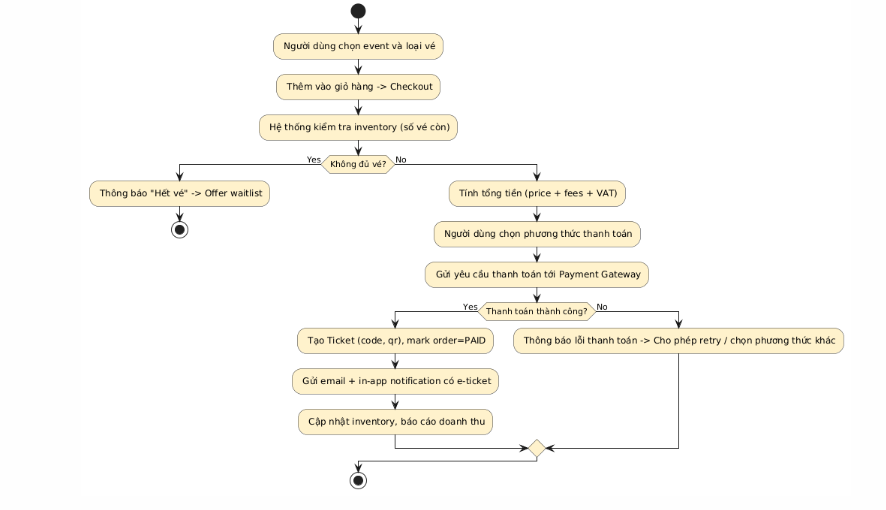 Người dùng chọn event và loại vé
Thêm vào giỏ hàng -> Checkout
Hệ thống kiểm tra inventory (số vé còn)
Yes
Không đủ vé?
No
Thông báo "Hết vé" -> Offer waitlist
Tính tổng tiền (price + fees + VAT)
Người dùng chọn phương thức thanh toán
Gửi yêu cầu thanh toán tới Payment Gateway
Yes
Thanh toán thành công?
No
Tạo Ticket (code, qr), mark order=PAID
Thông báo lỗi thanh toán -> Cho phép retry / chọn phương thức khác
Gửi email + in-app notification có e-ticket
Cập nhật inventory, báo cáo doanh thu